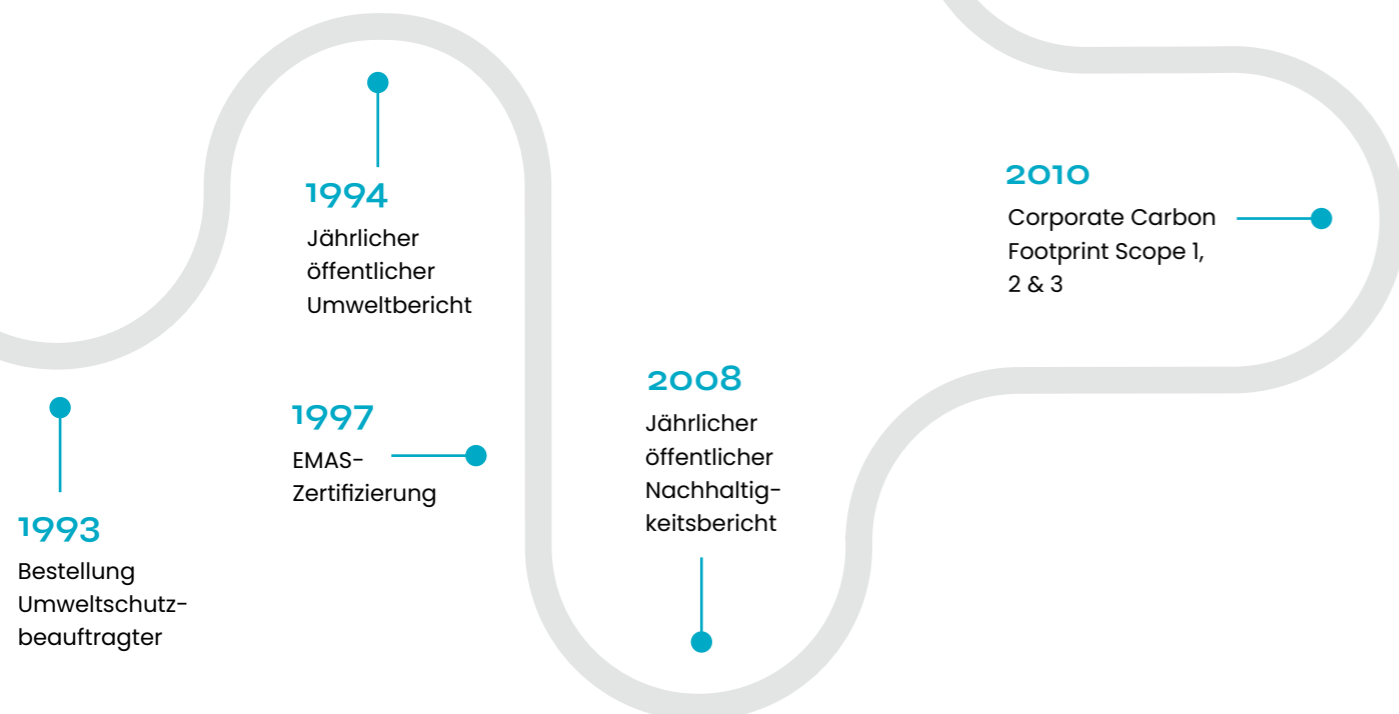 1993
Bestellung
Umweltschutz-
beauftragter
1994
Jährlicher
öffentlicher
Umweltbericht
1997
EMAS-
Zertifizierung
2008
Jährlicher
öffentlicher
Nachhaltig-
keitsbericht
2010
Corporate Carbon
Footprint Scope 1,
2 & 3